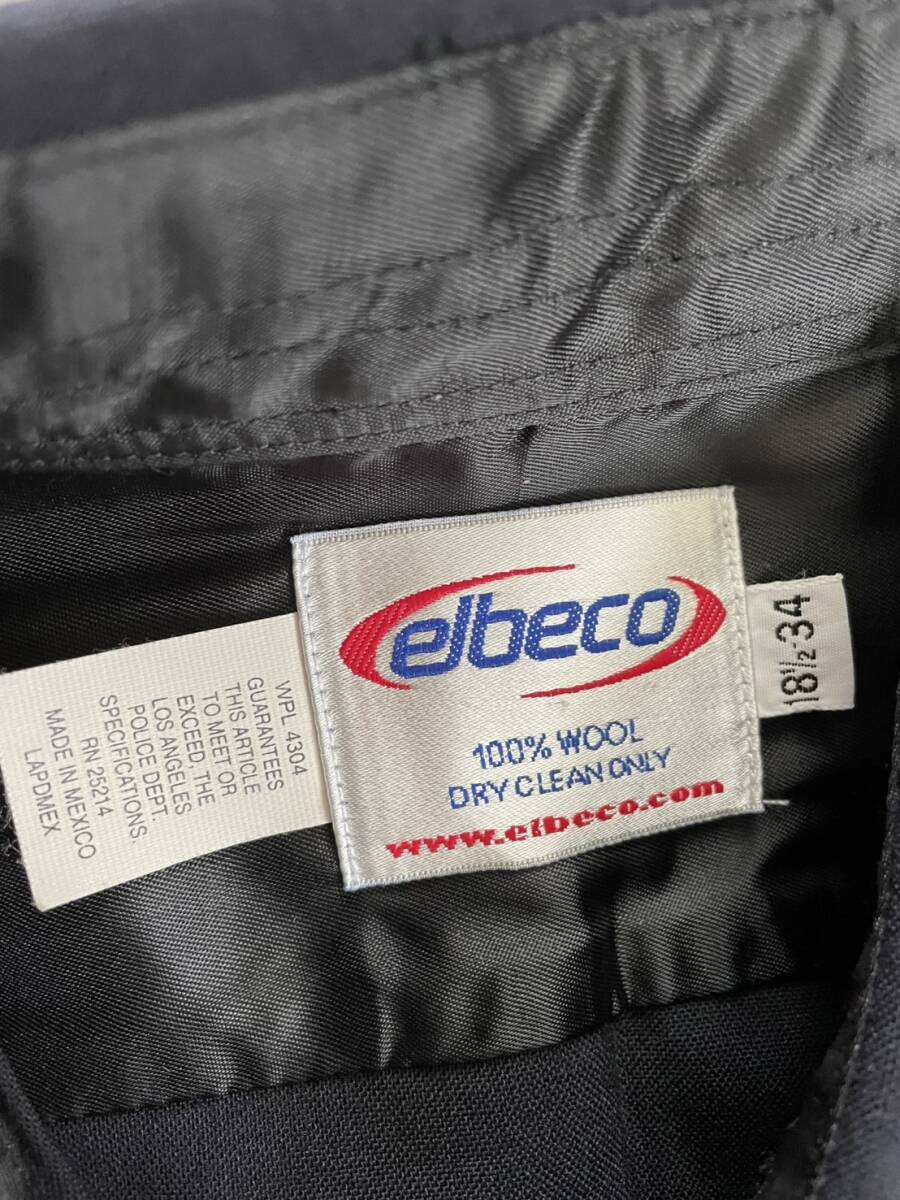 elbeco
100% WOOL
DRY CLEAN ONLY
www.elbeco.com
18½-34
WPL 4304
GUARANTEES
THIS ARTICLE
TO MEET OR
EXCEED, THE
LOS ANGELES
POLICE DEPT.
SPECIFICATIONS.
RN 25214
MADE IN MEXICO
LAPDMEX